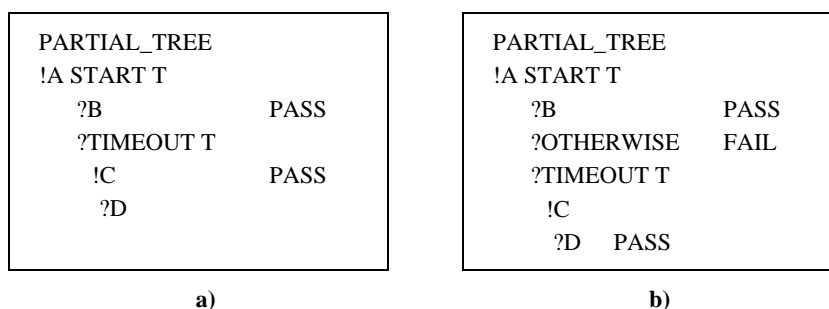 PARTIAL_TREE
!A START T
?B PASS
?TIMEOUT T
!C PASS
?D
a)
PARTIAL_TREE
!A START T
?B PASS
?OTHERWISE FAIL
?TIMEOUT T
!C
?D PASS
b)